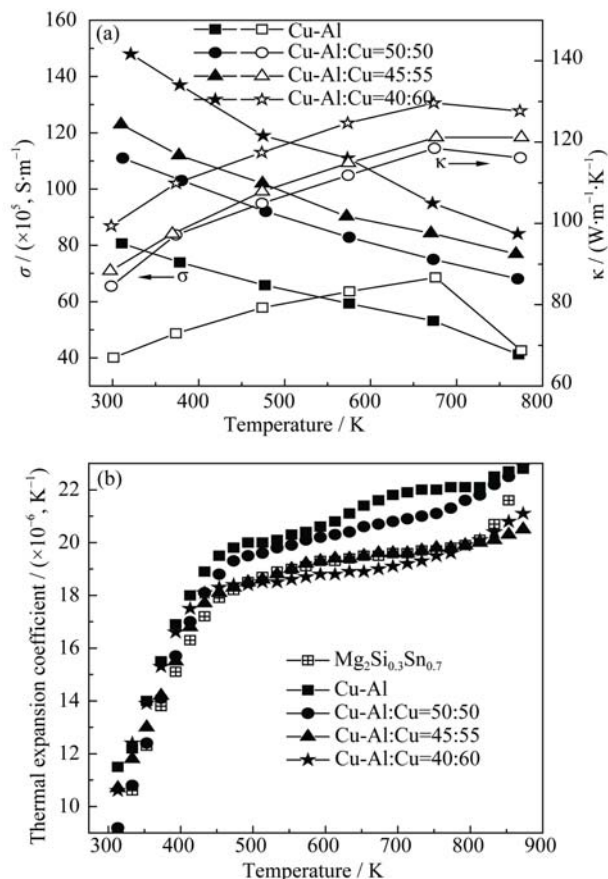 (a)
Cu-Al
Cu-Al:Cu=50:50
Cu-Al:Cu=45:55
Cu-Al:Cu=40:60
160
140
120
100
80
60
40
σ / (×10⁵, S·m⁻¹)
140
120
100
80
60
κ / (W·m⁻¹·K⁻¹)
κ
σ
300 400 500 600 700 800
Temperature / K
(b)
22
20
18
16
14
12
10
Thermal expansion coefficient / (×10⁻⁶, K⁻¹)
Mg₂Si₀.₃Sn₀.₇
Cu-Al
Cu-Al:Cu=50:50
Cu-Al:Cu=45:55
Cu-Al:Cu=40:60
300 400 500 600 700 800 900
Temperature / K